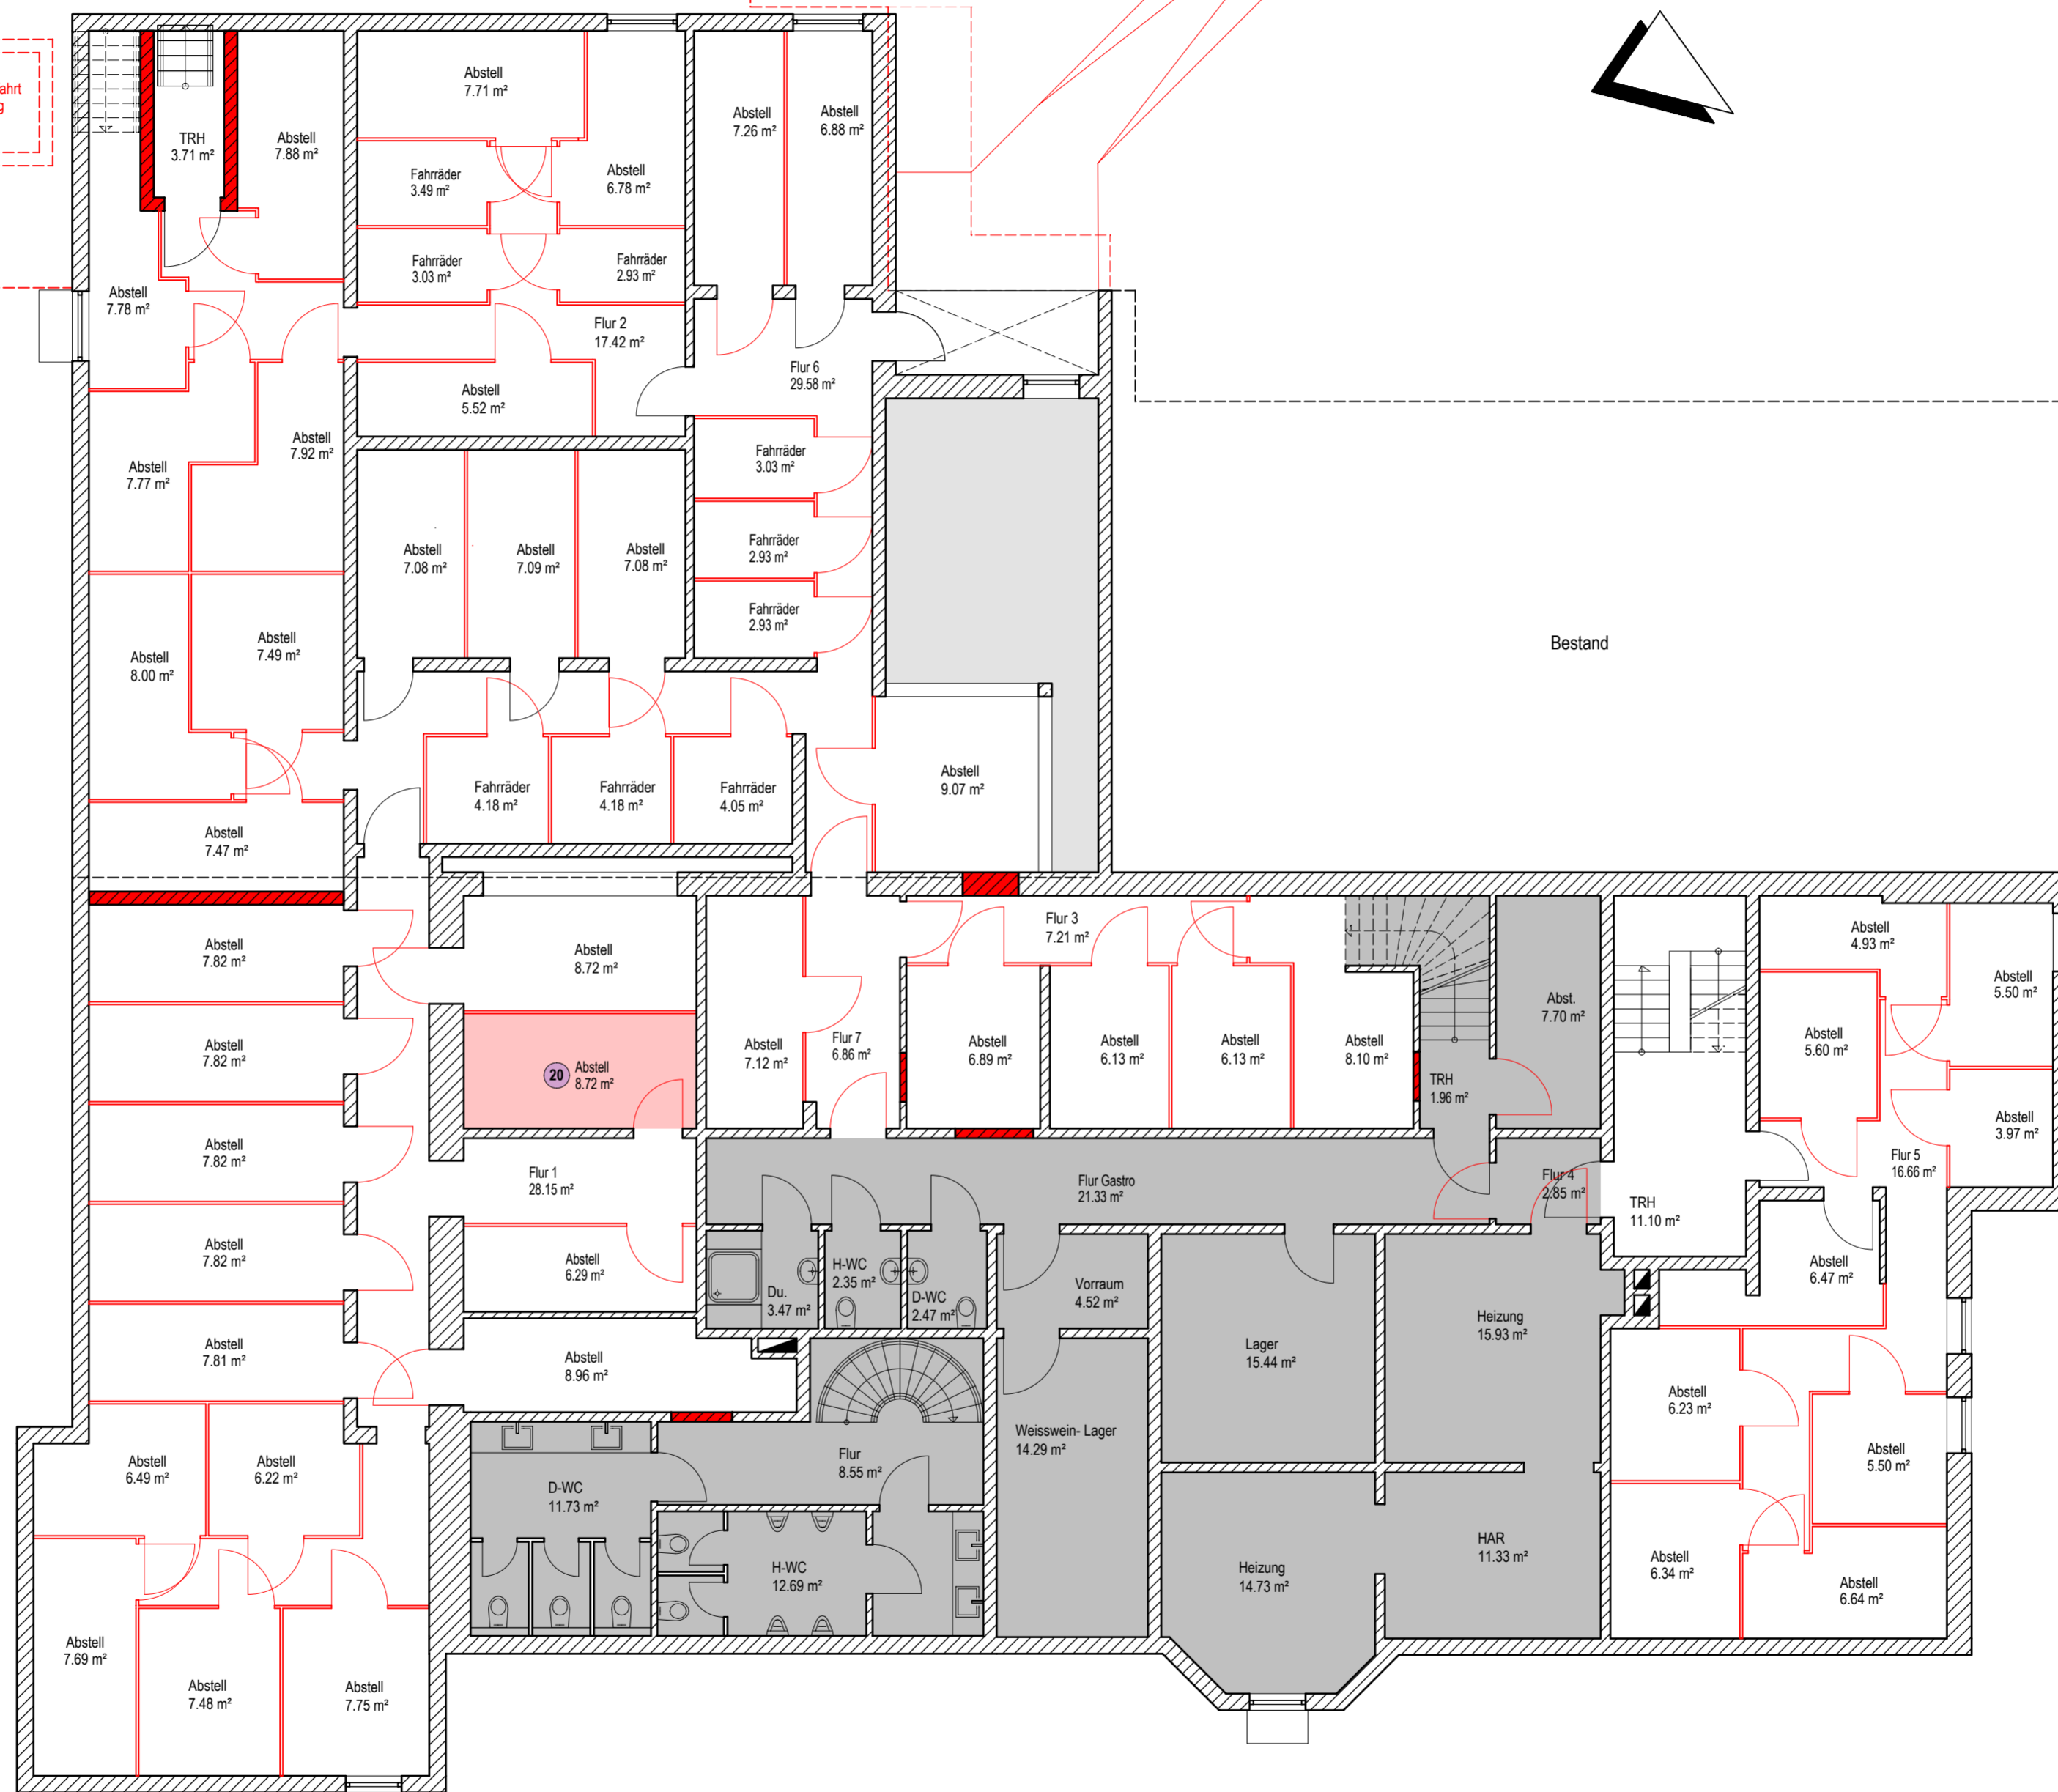 ahrt
g
TRH
3.71 m²
Abstell
7.88 m²
Abstell
7.71 m²
Fahrräder
3.49 m²
Abstell
6.78 m²
Abstell
7.26 m²
Abstell
6.88 m²
Fahrräder
3.03 m²
Fahrräder
2.93 m²
Abstell
7.78 m²
Flur 2
17.42 m²
Flur 6
29.58 m²
Abstell
5.52 m²
Abstell
7.92 m²
Abstell
7.77 m²
Fahrräder
3.03 m²
Abstell
7.08 m²
Abstell
7.09 m²
Abstell
7.08 m²
Fahrräder
2.93 m²
Fahrräder
2.93 m²
Bestand
Abstell
8.00 m²
Abstell
7.49 m²
Fahrräder
4.18 m²
Fahrräder
4.18 m²
Fahrräder
4.05 m²
Abstell
9.07 m²
Abstell
7.47 m²
Abstell
7.82 m²
Abstell
8.72 m²
Flur 3
7.21 m²
Abstell
4.93 m²
Abstell
5.50 m²
Abst.
7.70 m²
Abstell
5.60 m²
Abstell
7.82 m²
20
Abstell
8.72 m²
Abstell
7.12 m²
Flur 7
6.86 m²
Abstell
6.89 m²
Abstell
6.13 m²
Abstell
6.13 m²
Abstell
8.10 m²
TRH
1.96 m²
Abstell
3.97 m²
Abstell
7.82 m²
Flur 1
28.15 m²
Flur Gastro
21.33 m²
Flur 4
2.85 m²
Flur 5
16.66 m²
TRH
11.10 m²
Abstell
7.82 m²
Abstell
6.29 m²
Du.
3.47 m²
H-WC
2.35 m²
D-WC
2.47 m²
Vorraum
4.52 m²
Abstell
6.47 m²
Heizung
15.93 m²
Lager
15.44 m²
Abstell
7.81 m²
Abstell
8.96 m²
Abstell
6.23 m²
Abstell
6.49 m²
Abstell
6.22 m²
D-WC
11.73 m²
Flur
8.55 m²
Weisswein- Lager
14.29 m²
Abstell
5.50 m²
H-WC
12.69 m²
Heizung
14.73 m²
HAR
11.33 m²
Abstell
6.34 m²
Abstell
6.64 m²
Abstell
7.69 m²
Abstell
7.48 m²
Abstell
7.75 m²